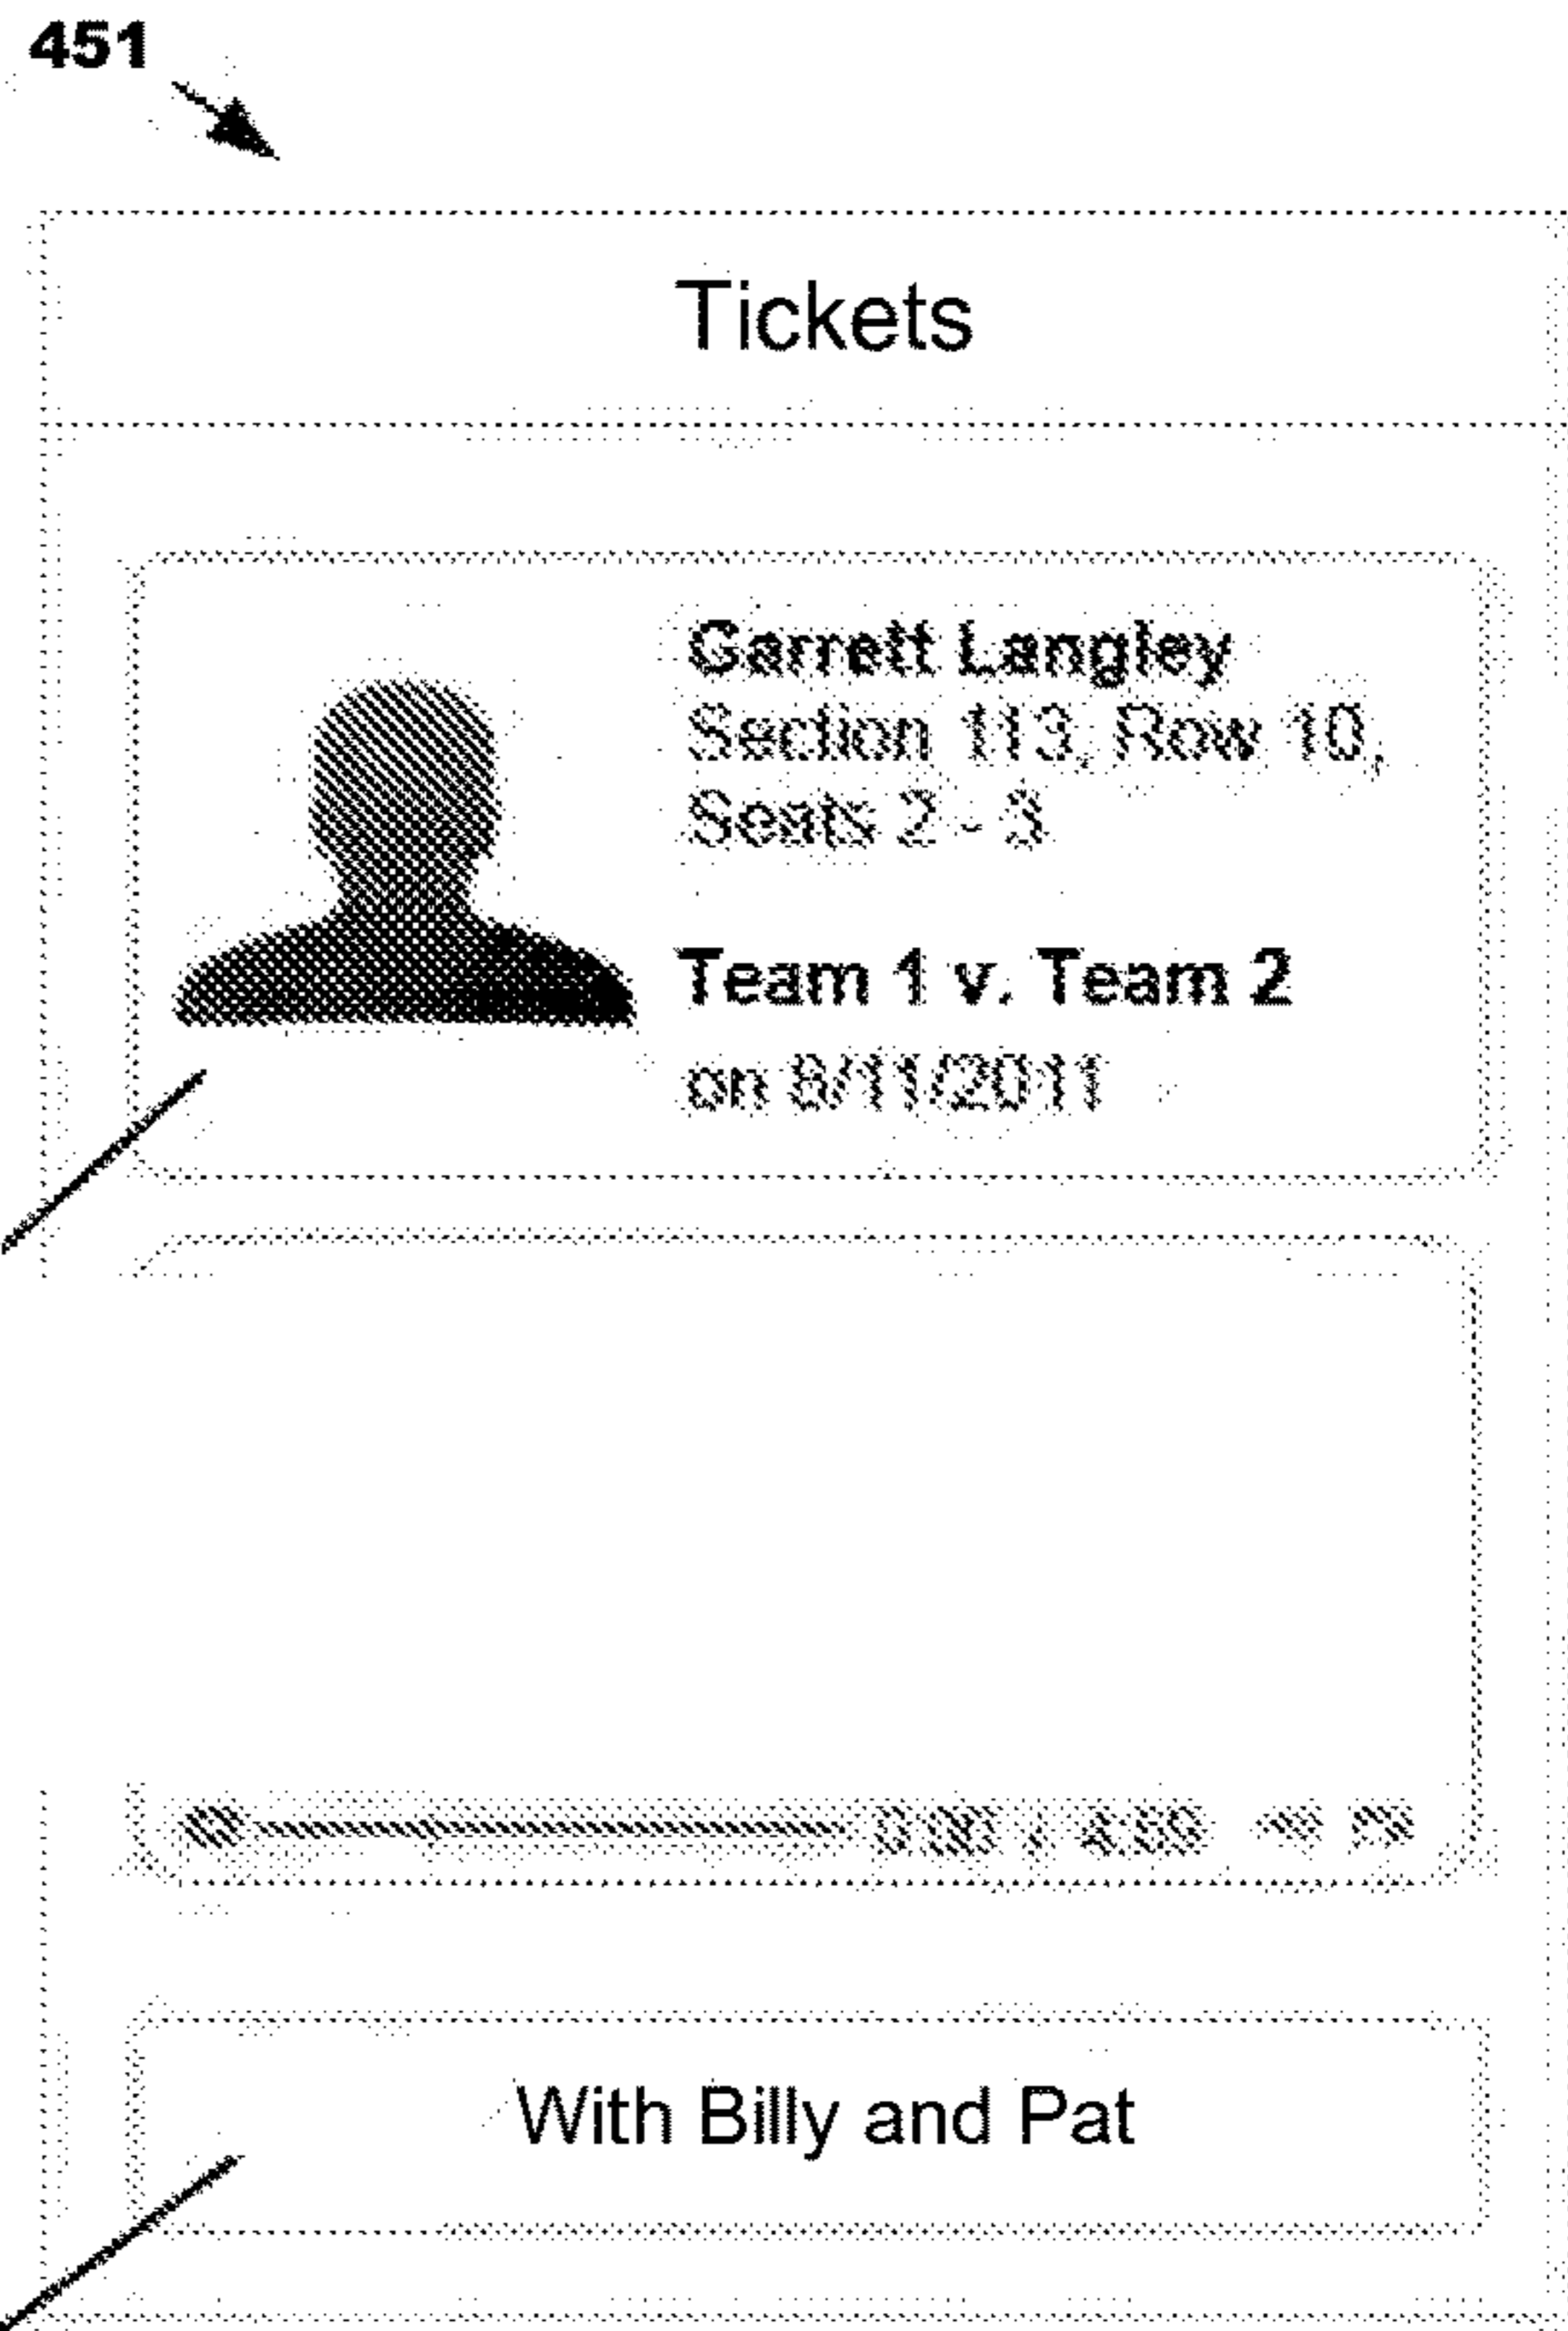 451
Tickets
Garrett Langley
Section 113, Row 10,
Seats 2 - 3
Team 1 v. Team 2
on 8/11/2011
With Billy and Pat